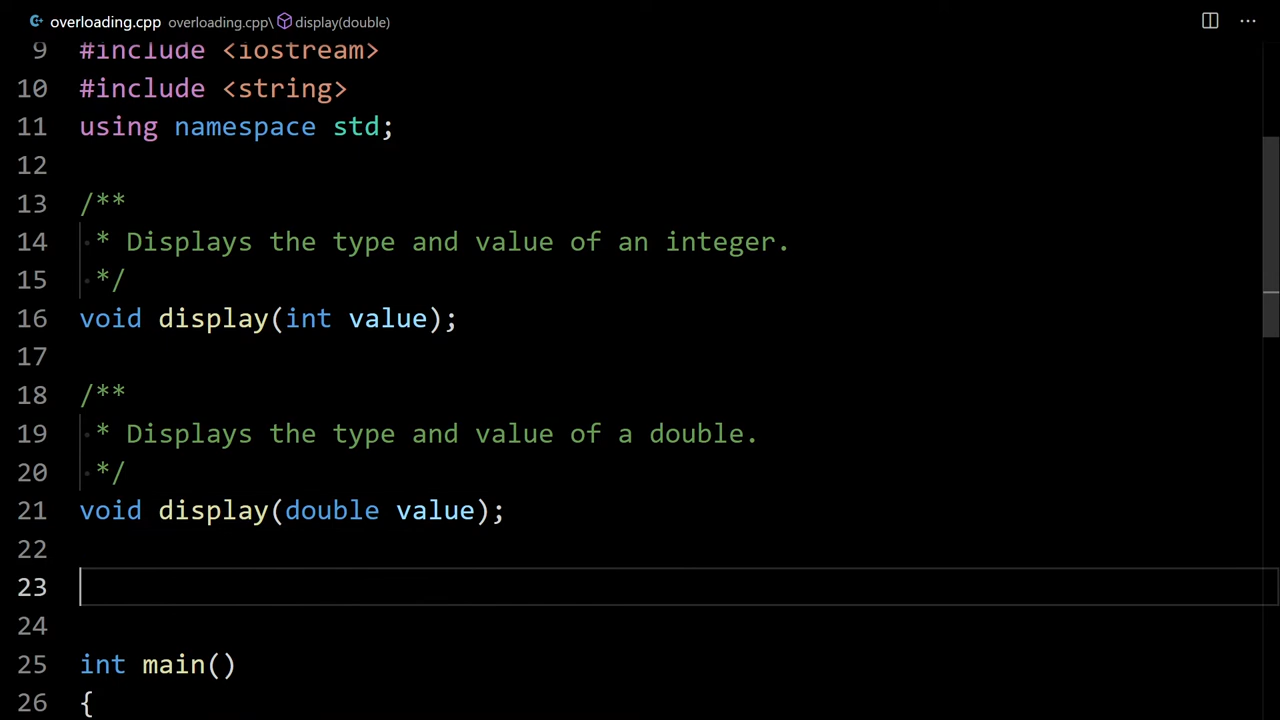 overloading.cpp overloading.cpp\ display(double) ...
9 #include <iostream>
10 #include <string>
11 using namespace std;
12
13 /**
14 * Displays the type and value of an integer.
15 */
16 void display(int value);
17
18 /**
19 * Displays the type and value of a double.
20 */
21 void display(double value);
22
23
24
25 int main()
26 {